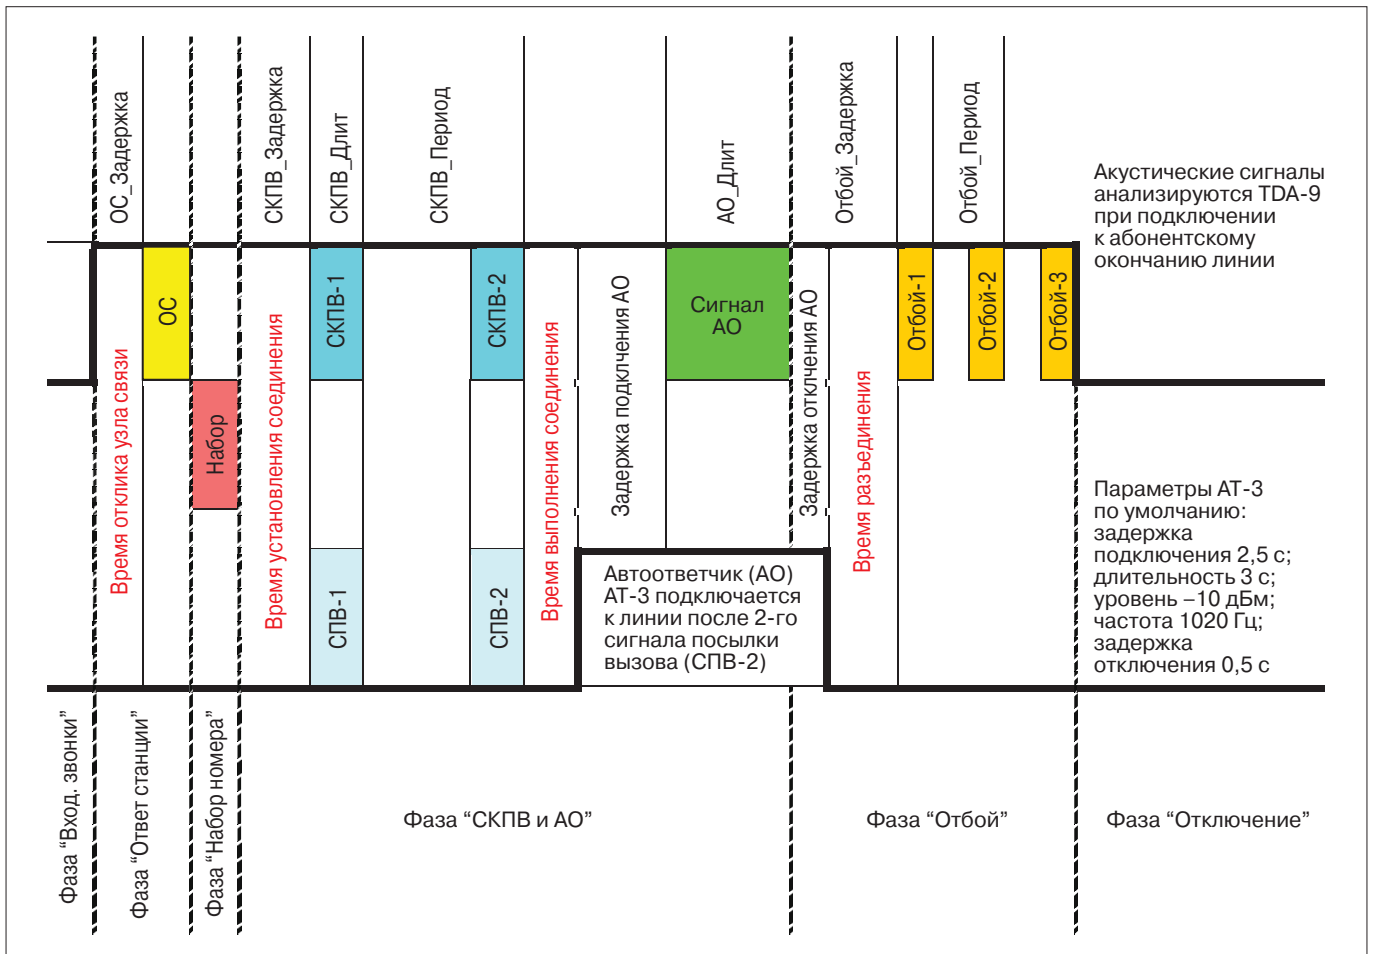 ОС_Задержка
СКПВ_Задержка
СКПВ_Длит
СКПВ_Период
АО_Длит
Отбой_Задержка
Отбой_Период
Акустические сигналы
анализируются TDA-9
при подключении
к абонентскому
окончанию линии
ОС
СКПВ-1
СКПВ-2
Сигнал
АО
Отбой-1
Отбой-2
Отбой-3
Время отклика узла связи
Набор
Время установления соединения
Время выполнения соединения
Задержка подклчения АО
Задержка отклчения АО
Время разъединения
СПВ-1
СПВ-2
Автоответчик (АО)
АТ-3 подключается
к линии после 2-го
сигнала посылки
вызова (СПВ-2)
Параметры АТ-3
по умолчанию:
задержка
подключения 2,5 с;
длительность 3 с;
уровень –10 дБм;
частота 1020 Гц;
задержка
отключения 0,5 с
Фаза “Вход. звонки”
Фаза “Ответ станции”
Фаза “Набор номера”
Фаза “СКПВ и АО”
Фаза “Отбой”
Фаза “Отключение”